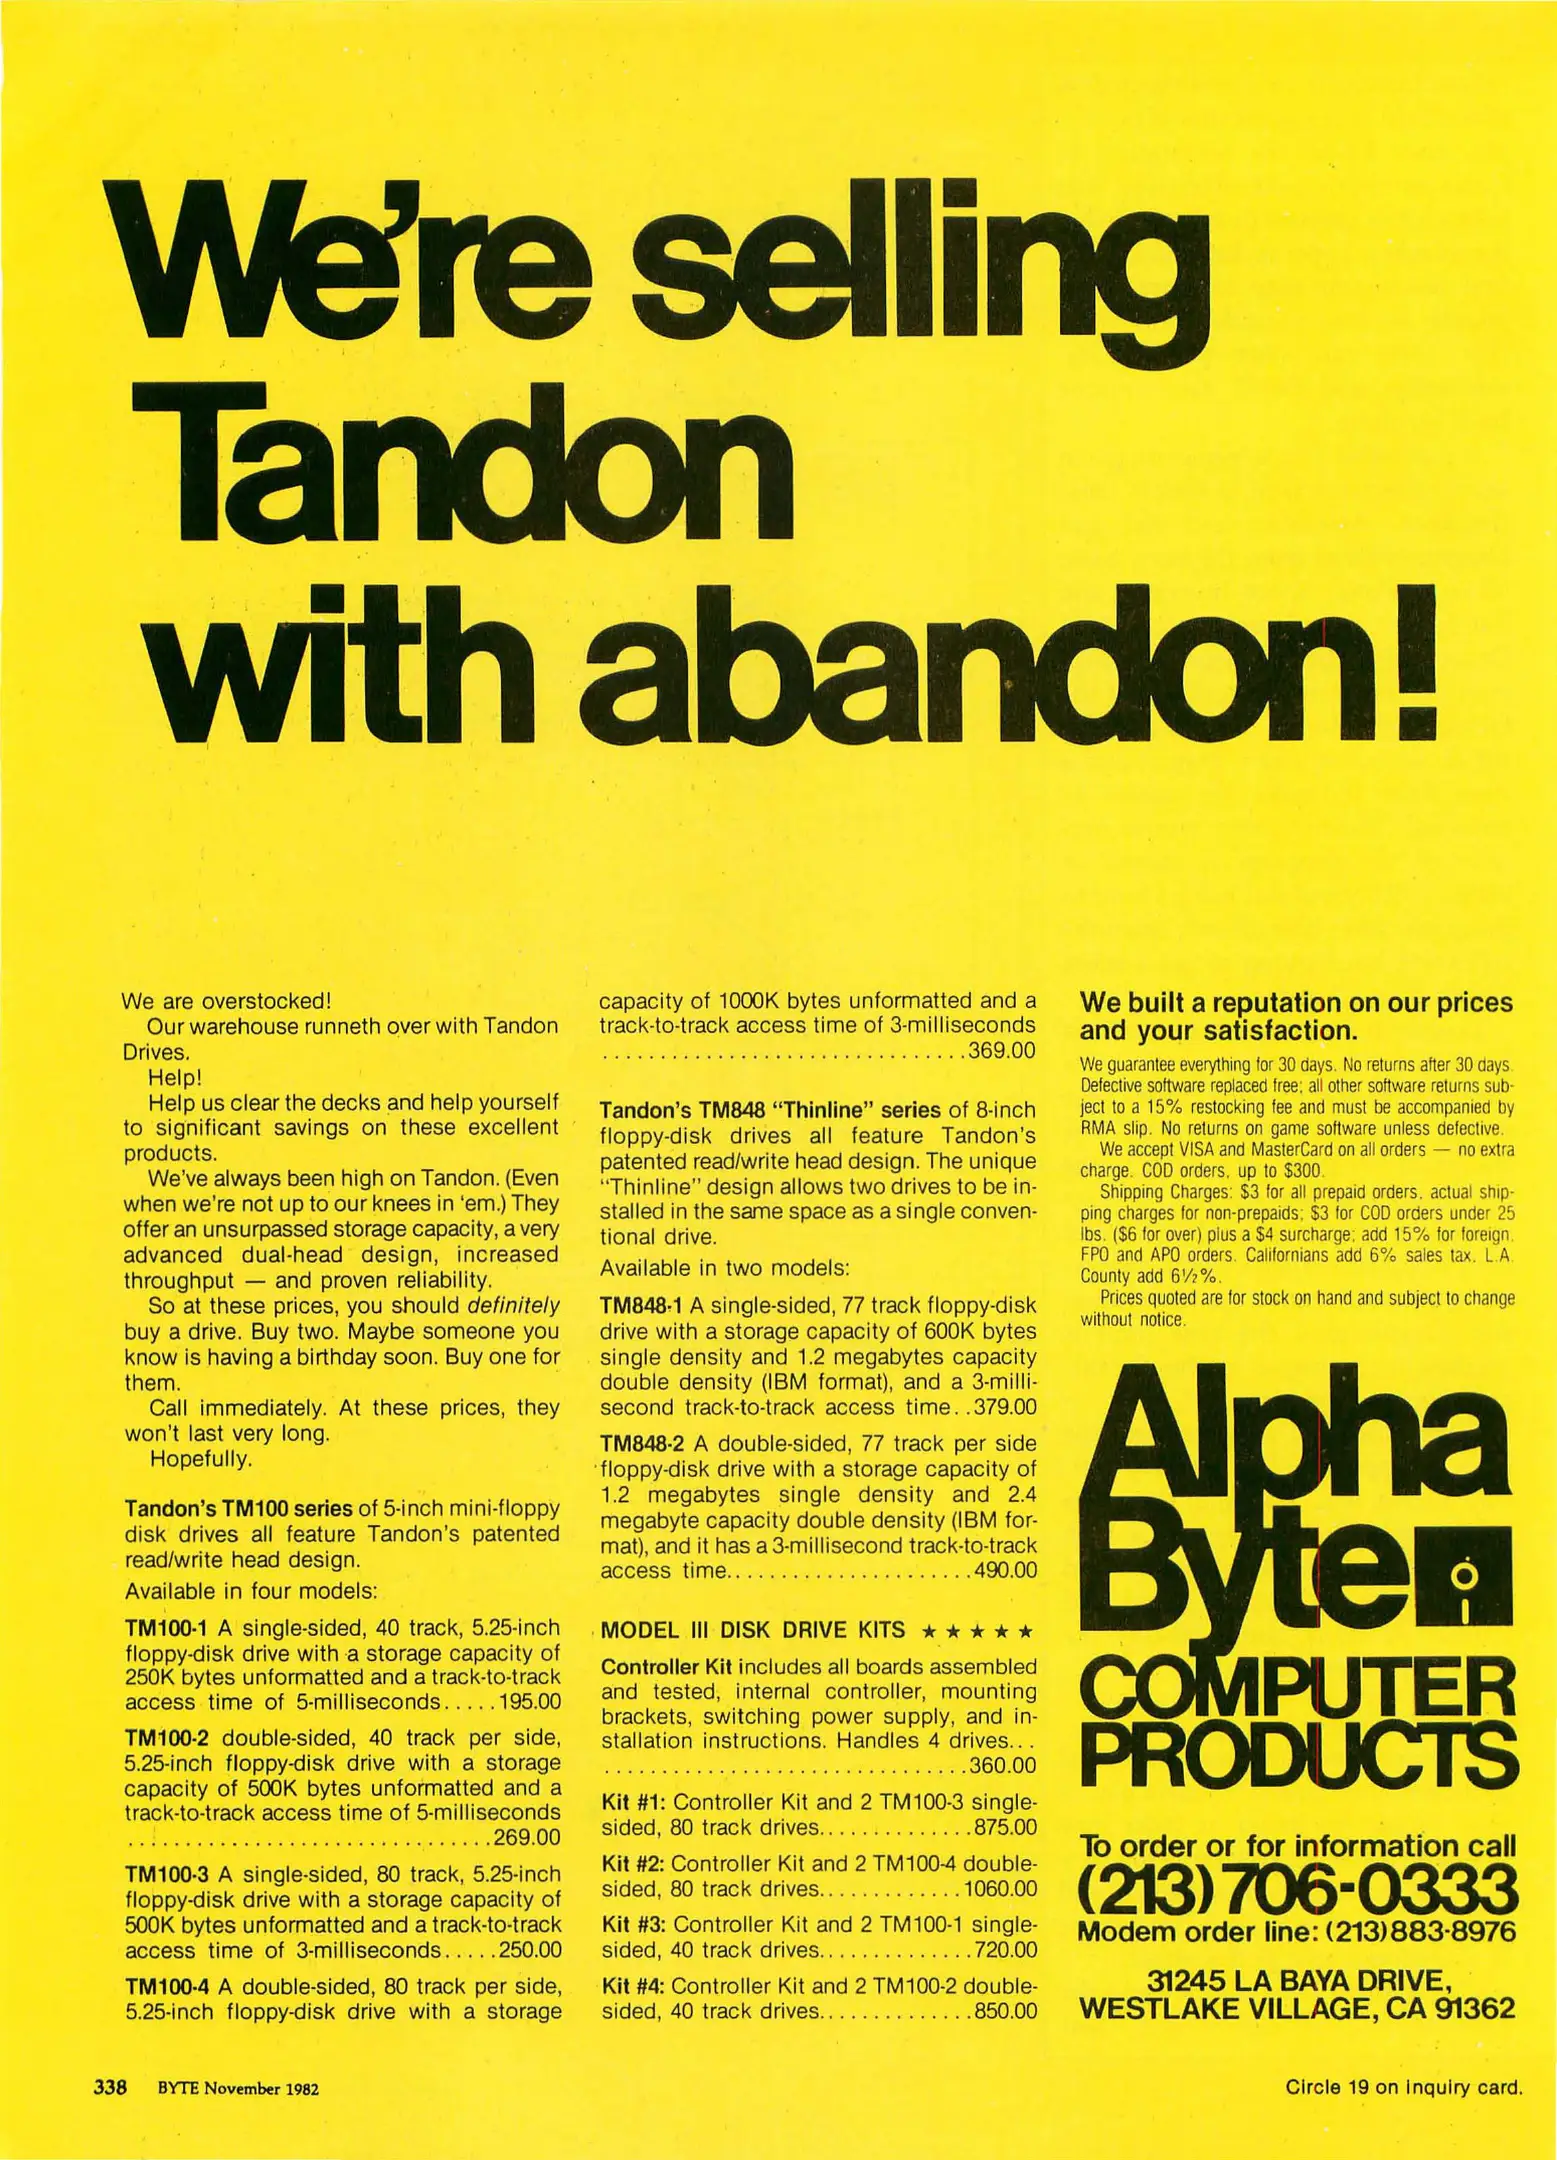 We're selling
Tandon
with abandon!
We are overstocked!
Our warehouse runneth over with Tandon
Drives.
Help!
Help us clear the decks and help yourself
to significant savings on these excellent
products.
We've always been high on Tandon. (Even
when we're not up to our knees in 'em.) They
offer an unsurpassed storage capacity, a very
advanced dual-head design, increased
throughput — and proven reliability.
So at these prices, you should definitely
buy a drive. Buy two. Maybe someone you
know is having a birthday soon. Buy one for
them.
Call immediately. At these prices, they
won't last very long.
Hopefully.
Tandon's TM100 series of 5-inch mini-floppy
disk drives all feature Tandon's patented
read/write head design.
Available in four models:
TM100-1 A single-sided, 40 track, 5.25-inch
floppy-disk drive with a storage capacity of
250K bytes unformatted and a track-to-track
access time of 5-milliseconds.....195.00
TM100-2 double-sided, 40 track per side,
5.25-inch floppy-disk drive with a storage
capacity of 500K bytes unformatted and a
track-to-track access time of 5-milliseconds
................................269.00
TM100-3 A single-sided, 80 track, 5.25-inch
floppy-disk drive with a storage capacity of
500K bytes unformatted and a track-to-track
access time of 3-milliseconds.....250.00
TM100-4 A double-sided, 80 track per side,
5.25-inch floppy-disk drive with a storage
capacity of 1000K bytes unformatted and a
track-to-track access time of 3-milliseconds
................................369.00
Tandon's TM848 “Thinline” series of 8-inch
floppy-disk drives all feature Tandon's
patented read/write head design. The unique
“Thinline” design allows two drives to be in-
stalled in the same space as a single conven-
tional drive.
Available in two models:
TM848-1 A single-sided, 77 track floppy-disk
drive with a storage capacity of 600K bytes
single density and 1.2 megabytes capacity
double density (IBM format), and a 3-milli-
second track-to-track access time..379.00
TM848-2 A double-sided, 77 track per side
floppy-disk drive with a storage capacity of
1.2 megabytes single density and 2.4
megabyte capacity double density (IBM for-
mat), and it has a 3-millisecond track-to-track
access time.......................490.00
MODEL III DISK DRIVE KITS ★★★★★
Controller Kit includes all boards assembled
and tested, internal controller, mounting
brackets, switching power supply, and in-
stallation instructions. Handles 4 drives...
................................360.00
Kit #1: Controller Kit and 2 TM100-3 single-
sided, 80 track drives...............875.00
Kit #2: Controller Kit and 2 TM100-4 double-
sided, 80 track drives..............1060.00
Kit #3: Controller Kit and 2 TM100-1 single-
sided, 40 track drives...............720.00
Kit #4: Controller Kit and 2 TM100-2 double-
sided, 40 track drives...............850.00
We built a reputation on our prices
and your satisfaction.
We guarantee everything for 30 days. No returns after 30 days.
Defective software replaced free; all other software returns sub-
ject to a 15% restocking fee and must be accompanied by
RMA slip. No returns on game software unless defective.
We accept VISA and MasterCard on all orders — no extra
charge. COD orders, up to $300.
Shipping Charges: $3 for all prepaid orders, actual ship-
ping charges for non-prepaids; $3 for COD orders under 25
lbs. ($6 for over) plus a $4 surcharge; add 15% for foreign,
FPO and APO orders. Californians add 6% sales tax, L.A.
County add 6½%.
Prices quoted are for stock on hand and subject to change
without notice.
Alpha
Byte
COMPUTER
PRODUCTS
To order or for information call
(213) 706-0333
Modem order line: (213) 883-8976
31245 LA BAYA DRIVE,
WESTLAKE VILLAGE, CA 91362
338 BYTE November 1982
Circle 19 on inquiry card.